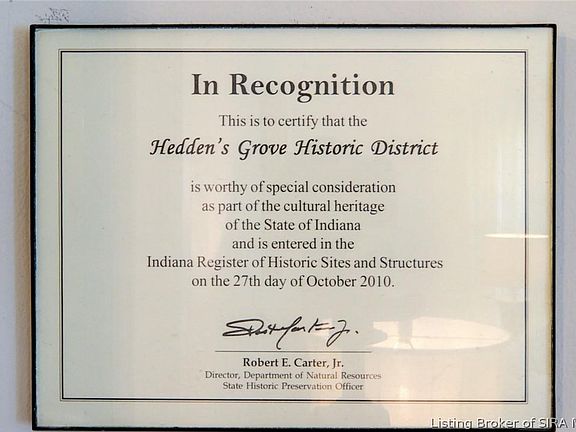 In Recognition
This is to certify that the
Hedden's Grove Historic District
is worthy of special consideration
as part of the cultural heritage
of the State of Indiana
and is entered in the
Indiana Register of Historic Sites and Structures
on the 27th day of October 2010.
Robert E. Carter, Jr.
Director, Department of Natural Resources
State Historic Preservation Officer
Listing Broker of SIRA